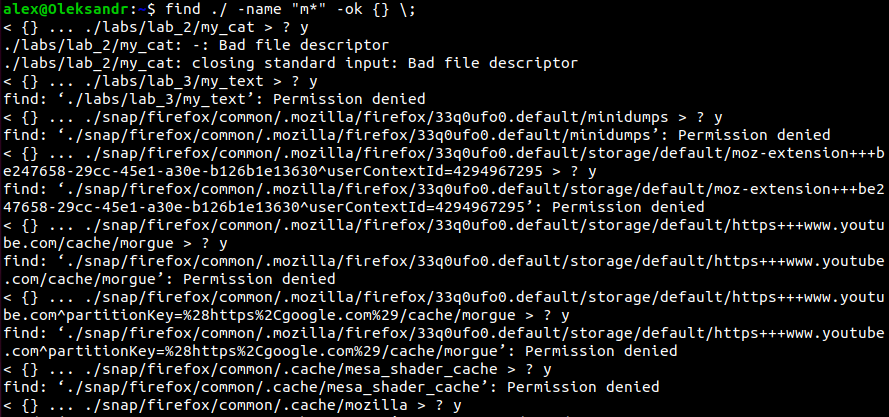 alex@Oleksandr:~$ find ./ -name "m*" -ok {} \;
< {} ... ./labs/lab_2/my_cat > ? y
./labs/lab_2/my_cat: -: Bad file descriptor
./labs/lab_2/my_cat: closing standard input: Bad file descriptor
< {} ... ./labs/lab_3/my_text > ? y
find: ‘./labs/lab_3/my_text’: Permission denied
< {} ... ./snap/firefox/common/.mozilla/firefox/33q0ufo0.default/minidumps > ? y
find: ‘./snap/firefox/common/.mozilla/firefox/33q0ufo0.default/minidumps’: Permission denied
< {} ... ./snap/firefox/common/.mozilla/firefox/33q0ufo0.default/storage/default/moz-extension+++b
e247658-29cc-45e1-a30e-b126b1e13630^userContextId=4294967295 > ? y
find: ‘./snap/firefox/common/.mozilla/firefox/33q0ufo0.default/storage/default/moz-extension+++be2
47658-29cc-45e1-a30e-b126b1e13630^userContextId=4294967295’: Permission denied
< {} ... ./snap/firefox/common/.mozilla/firefox/33q0ufo0.default/storage/default/https+++www.youtu
be.com/cache/morgue > ? y
find: ‘./snap/firefox/common/.mozilla/firefox/33q0ufo0.default/storage/default/https+++www.youtube
.com/cache/morgue’: Permission denied
< {} ... ./snap/firefox/common/.mozilla/firefox/33q0ufo0.default/storage/default/https+++www.youtu
be.com^partitionKey=%28https%2Cgoogle.com%29/cache/morgue > ? y
find: ‘./snap/firefox/common/.mozilla/firefox/33q0ufo0.default/storage/default/https+++www.youtube
.com^partitionKey=%28https%2Cgoogle.com%29/cache/morgue’: Permission denied
< {} ... ./snap/firefox/common/.cache/mesa_shader_cache > ? y
find: ‘./snap/firefox/common/.cache/mesa_shader_cache’: Permission denied
< {} ... ./snap/firefox/common/.cache/mozilla > ? y